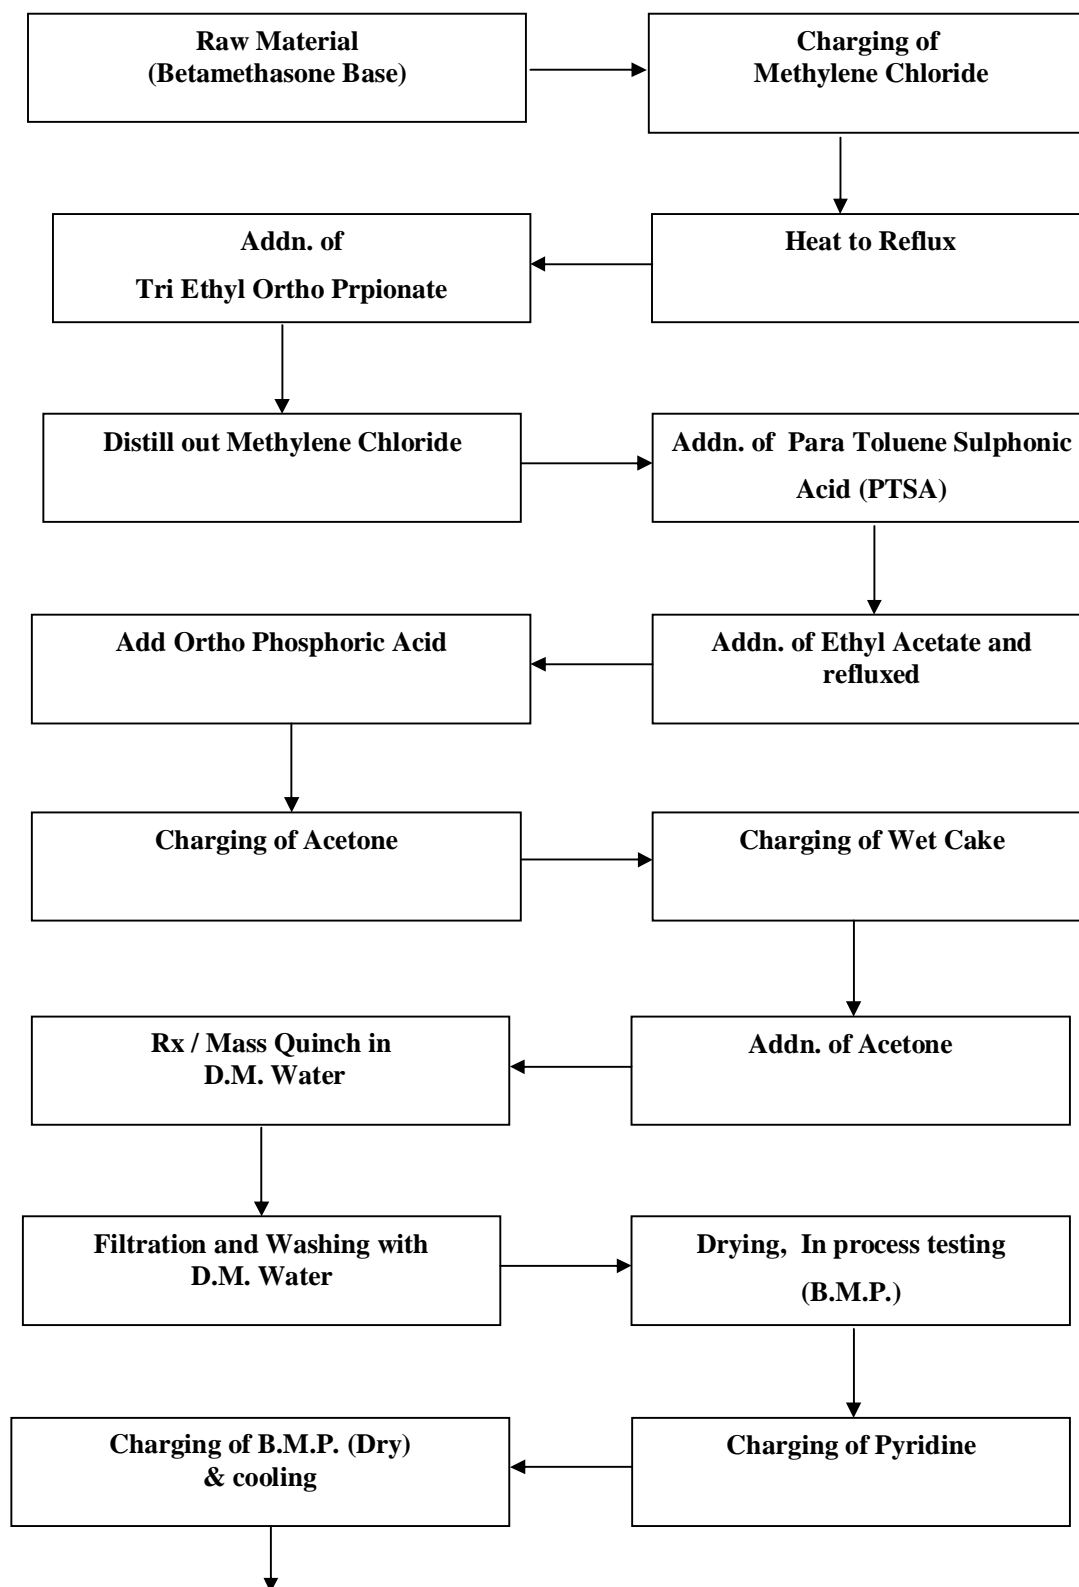 Raw Material
(Betamethasone Base)
Charging of
Methylene Chloride
Heat to Reflux
Addn. of
Tri Ethyl Ortho Prpionate
Distill out Methylene Chloride
Addn. of Para Toluene Sulphonic
Acid (PTSA)
Addn. of Ethyl Acetate and
refluxed
Add Ortho Phosphoric Acid
Charging of Acetone
Charging of Wet Cake
Addn. of Acetone
Rx / Mass Quinch in
D.M. Water
Filtration and Washing with
D.M. Water
Drying, In process testing
(B.M.P.)
Charging of Pyridine
Charging of B.M.P. (Dry)
& cooling